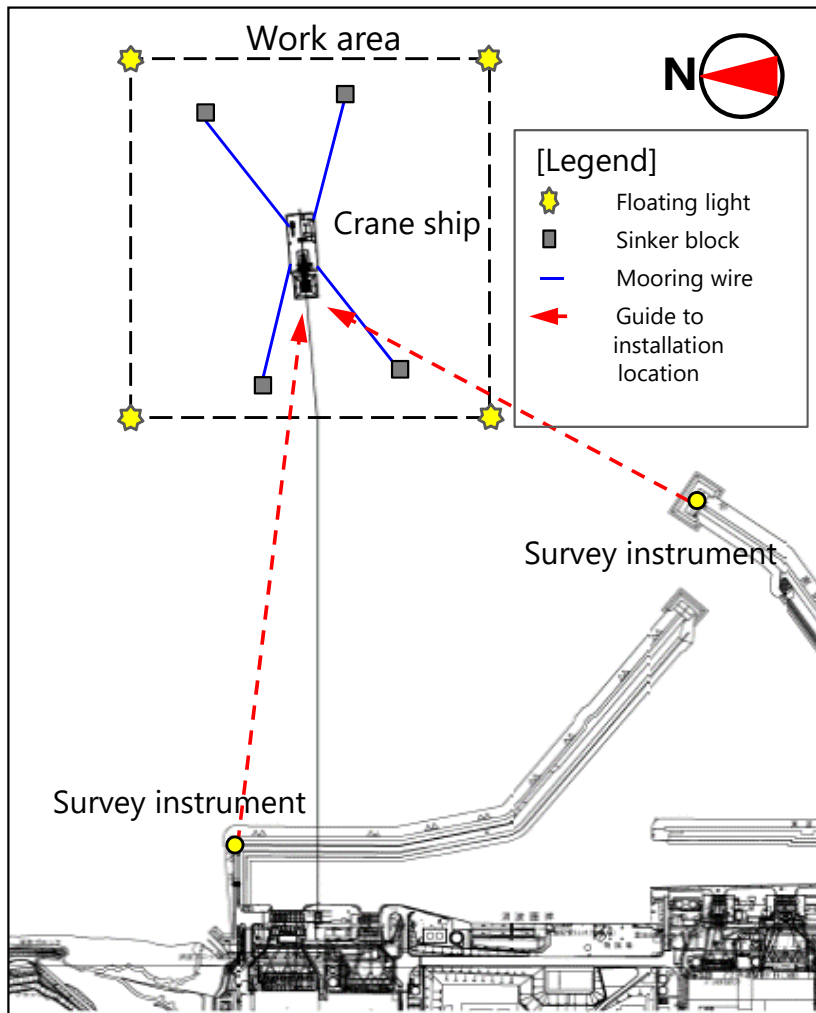 Work area
N
[Legend]
Floating light
Sinker block
Mooring wire
Guide to
installation
location
Crane ship
Survey instrument
Survey instrument